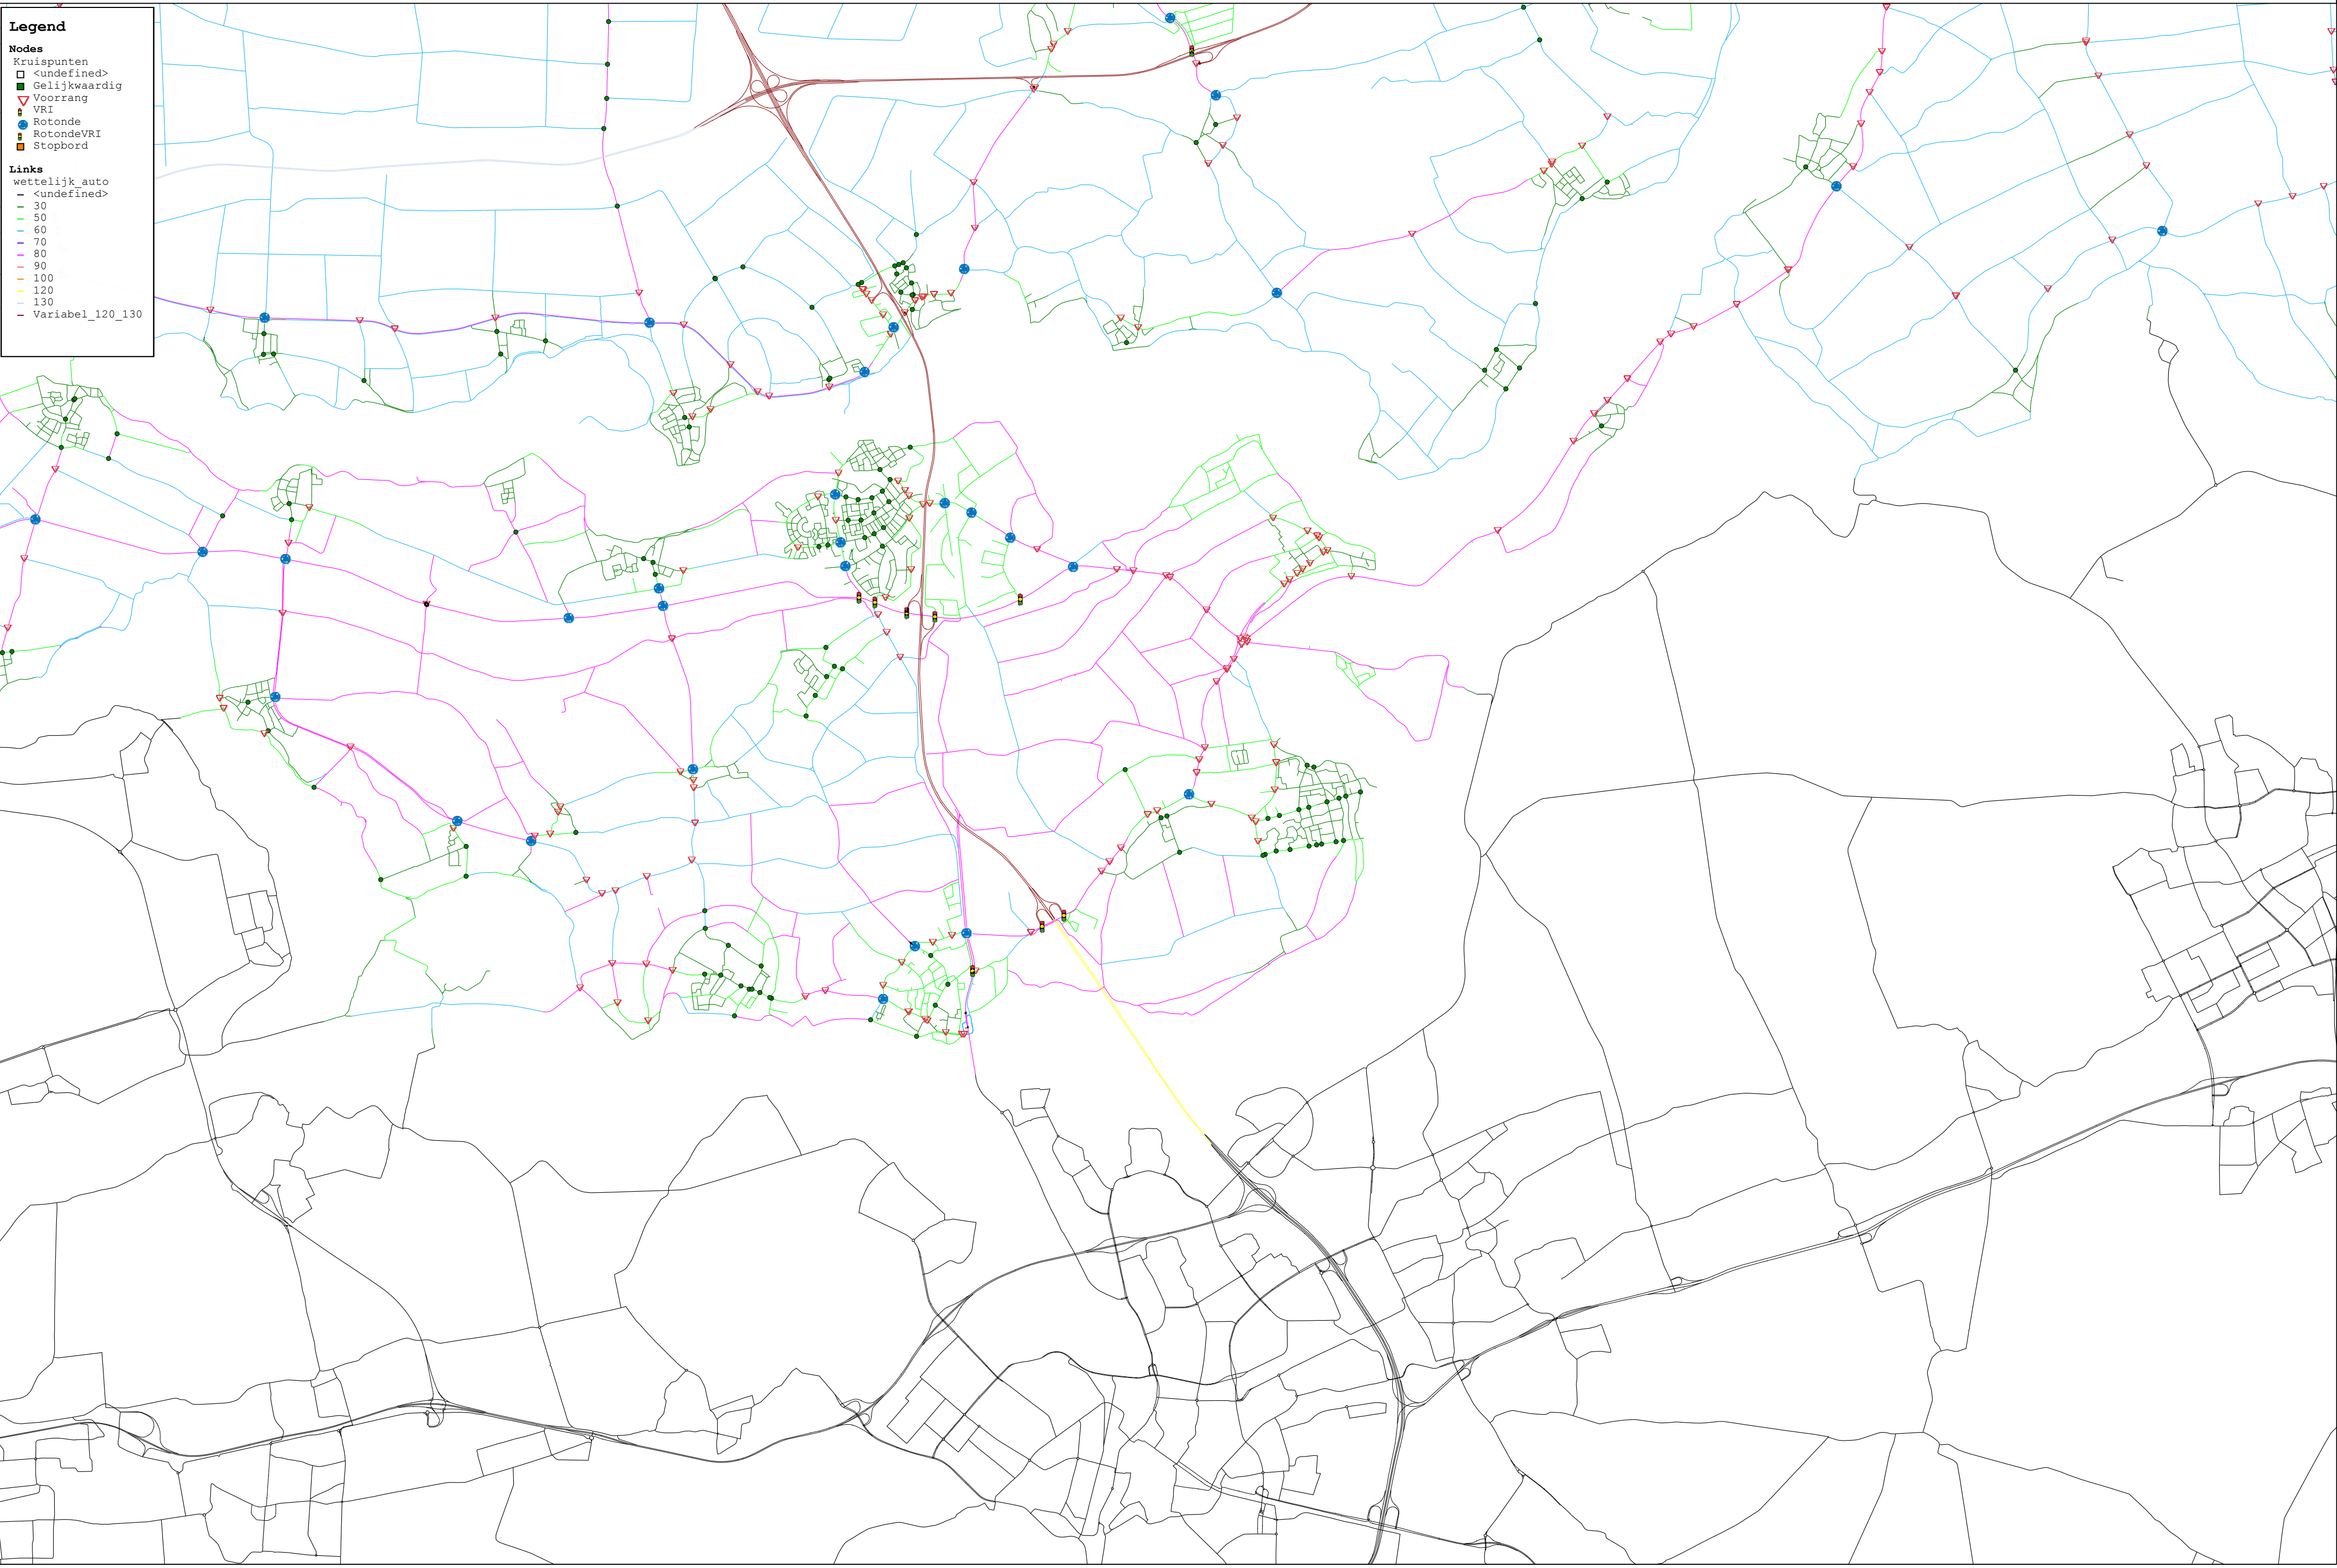 Legend
Nodes
Kruispunten
<undefined>
Gelijkwaardig
Voorrang
VRI
Rotonde
RotondeVRI
Stopbord
Links
wettelijk_auto
<undefined>
30
50
60
70
80
90
100
120
130
Variabel_120_130